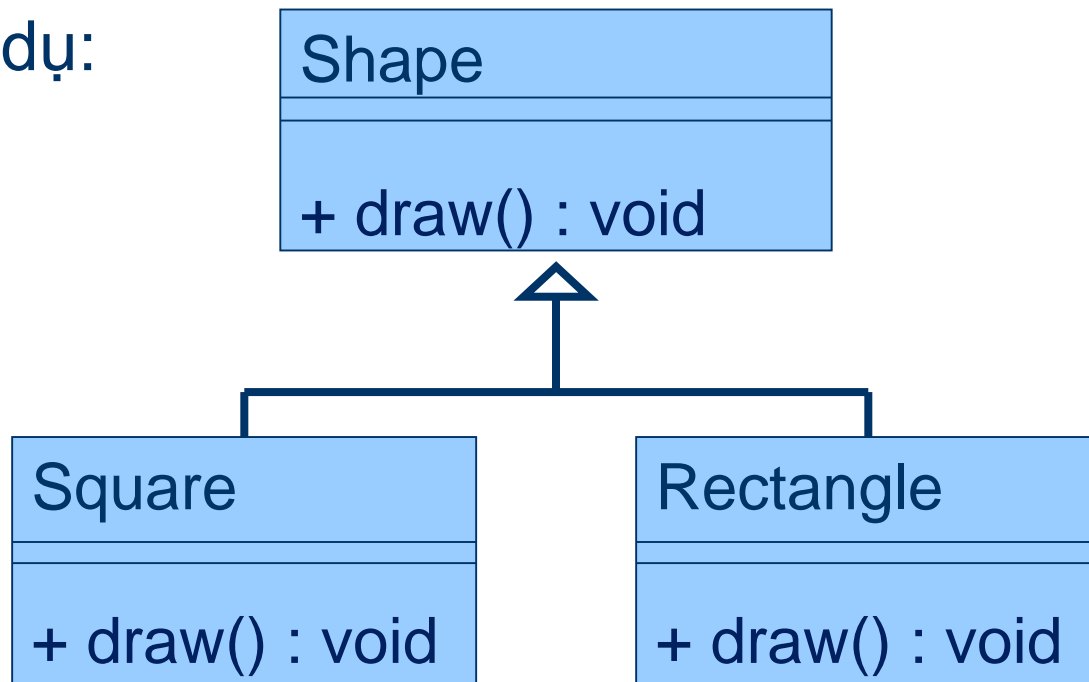 dụ:
Shape
+ draw() : void
Square
+ draw() : void
Rectangle
+ draw() : void